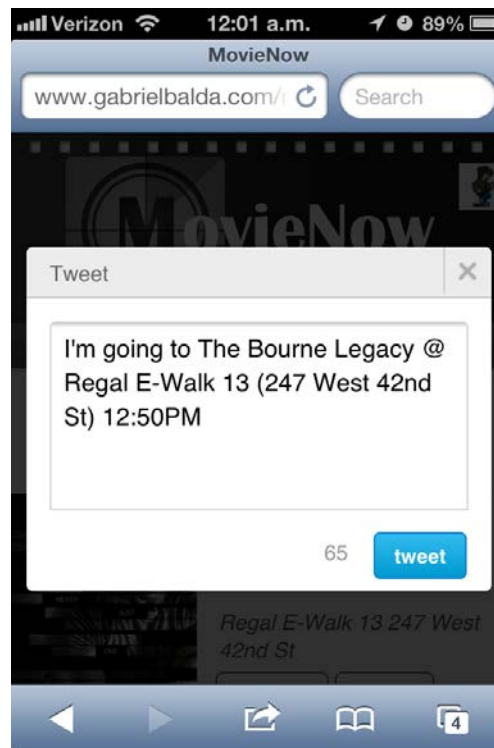 Verizon 12:01 a.m. 89%
MovieNow
www.gabrielbalda.com/ Search
MovieNow
Tweet
I'm going to The Bourne Legacy @
Regal E-Walk 13 (247 West 42nd
St) 12:50PM
65 tweet
Regal E-Walk 13 247 West
42nd St
4